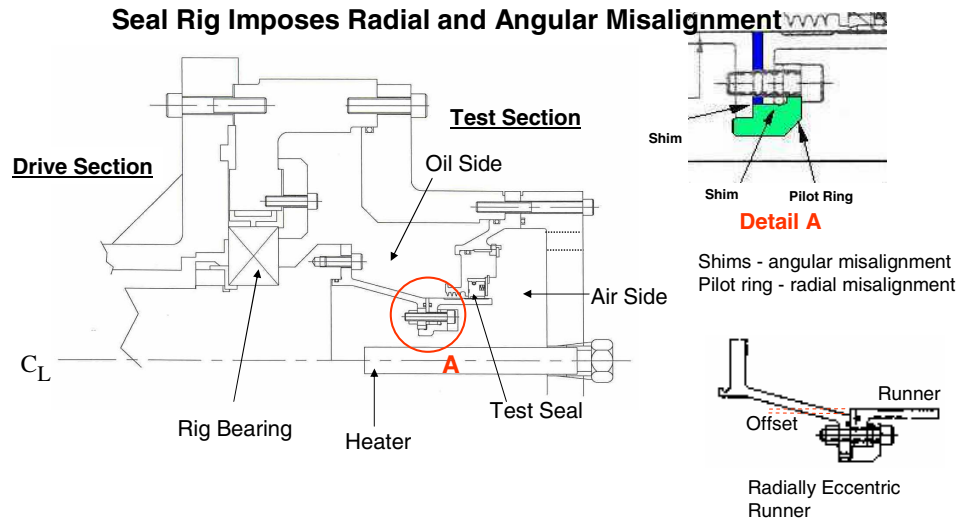 Seal Rig Imposes Radial and Angular Misalignment
Test Section
Drive Section
Oil Side
Air Side
A
CL
Rig Bearing
Heater
Test Seal
Shim
Shim
Pilot Ring
Detail A
Shims - angular misalignment
Pilot ring - radial misalignment
Runner
Offset
Radially Eccentric
Runner